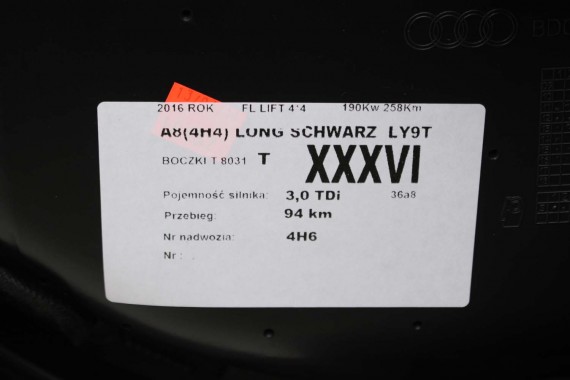 2016 ROK FL LIFT 4*4 190Kw 258Km
A8(4H4) LONG SCHWARZ LY9T
BOCZKI T 8031 T XXXVI
Pojemność silnika: 3,0 TDi 36a8
Przebieg: 94 km
Nr nadwozia: 4H6
Nr :